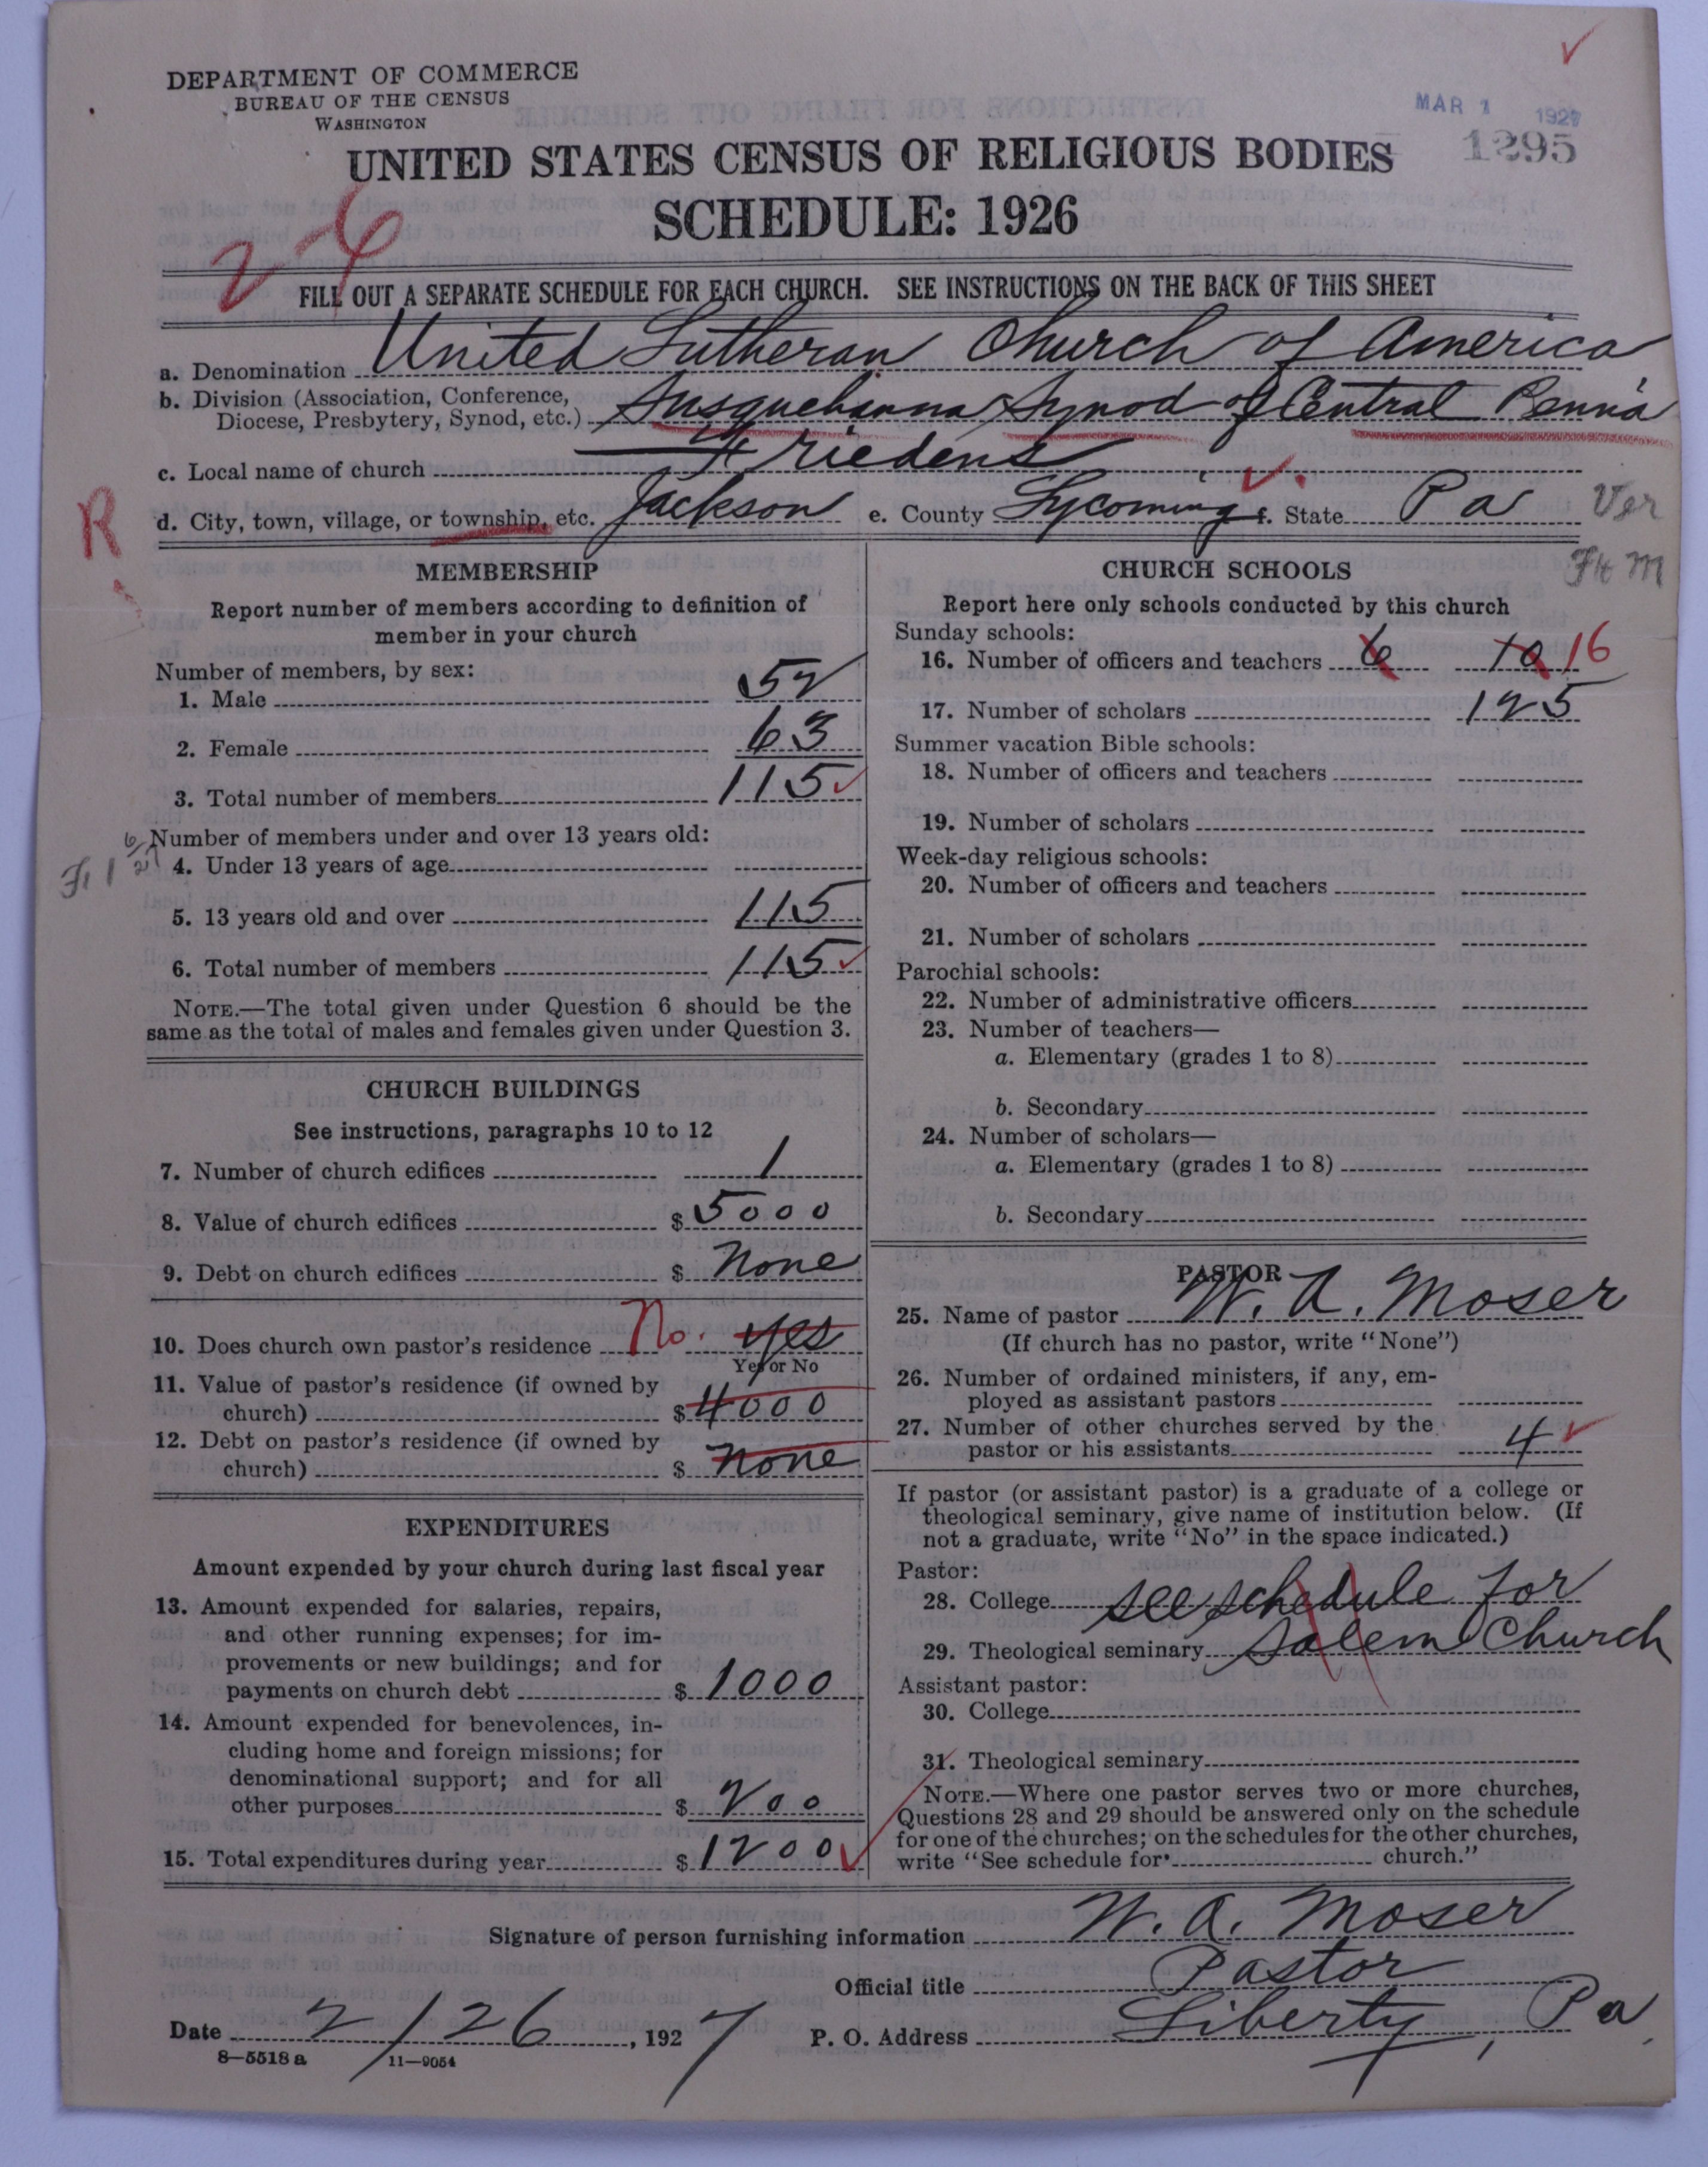 DEPARTMENT OF COMMERCE
BUREAU OF THE CENSUS
WASHINGTON
MAR 1 1927
1295
UNITED STATES CENSUS OF RELIGIOUS BODIES
SCHEDULE: 1926
26
FILL OUT A SEPARATE SCHEDULE FOR EACH CHURCH. SEE INSTRUCTIONS ON THE BACK OF THIS SHEET
a. Denomination United Lutheran Church of America
b. Division (Association, Conference,
Diocese, Presbytery, Synod, etc.) Susquehanna Synod of Central Penna
c. Local name of church Friedens
R
d. City, town, village, or township, etc. Jackson e. County Lycoming f. State Pa Ver
MEMBERSHIP
Report number of members according to definition of
member in your church
Number of members, by sex:
1. Male 52
2. Female 63
3. Total number of members 115
Number of members under and over 13 years old:
4. Under 13 years of age
5. 13 years old and over 115
6. Total number of members 115
NOTE.—The total given under Question 6 should be the
same as the total of males and females given under Question 3.
CHURCH BUILDINGS
See instructions, paragraphs 10 to 12
7. Number of church edifices 1
8. Value of church edifices $ 5000
9. Debt on church edifices $ None
10. Does church own pastor's residence No. yes
Yes or No
11. Value of pastor's residence (if owned by
church) $ 4000
12. Debt on pastor's residence (if owned by
church) $ none
EXPENDITURES
Amount expended by your church during last fiscal year
13. Amount expended for salaries, repairs,
and other running expenses; for im-
provements or new buildings; and for
payments on church debt $ 1000
14. Amount expended for benevolences, in-
cluding home and foreign missions; for
denominational support; and for all
other purposes $ 200
15. Total expenditures during year $ 1200
CHURCH SCHOOLS
Report here only schools conducted by this church
Sunday schools:
16. Number of officers and teachers 6 10 16
17. Number of scholars 125
Summer vacation Bible schools:
18. Number of officers and teachers
19. Number of scholars
Week-day religious schools:
20. Number of officers and teachers
21. Number of scholars
Parochial schools:
22. Number of administrative officers
23. Number of teachers—
a. Elementary (grades 1 to 8)
b. Secondary
24. Number of scholars—
a. Elementary (grades 1 to 8)
b. Secondary
PASTOR
25. Name of pastor W. A. Moser
(If church has no pastor, write "None")
26. Number of ordained ministers, if any, em-
ployed as assistant pastors
27. Number of other churches served by the
pastor or his assistants 4
If pastor (or assistant pastor) is a graduate of a college or
theological seminary, give name of institution below. (If
not a graduate, write "No" in the space indicated.)
Pastor:
28. College see schedule for
29. Theological seminary Salem Church
Assistant pastor:
30. College
31. Theological seminary
NOTE.—Where one pastor serves two or more churches,
Questions 28 and 29 should be answered only on the schedule
for one of the churches; on the schedules for the other churches,
write "See schedule for church."
Signature of person furnishing information W. A. Moser
Official title Pastor
Date 2/26, 1927 P. O. Address Liberty, Pa.
8—5518 a 11—9054